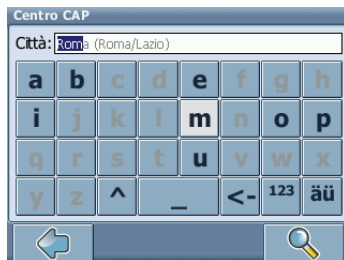 Centro CAP
Città: Roma (Roma/Lazio)
a b c d e f g h
i j k l m n o p
q r s t u v w x
y z ^ _ <- 123 äü